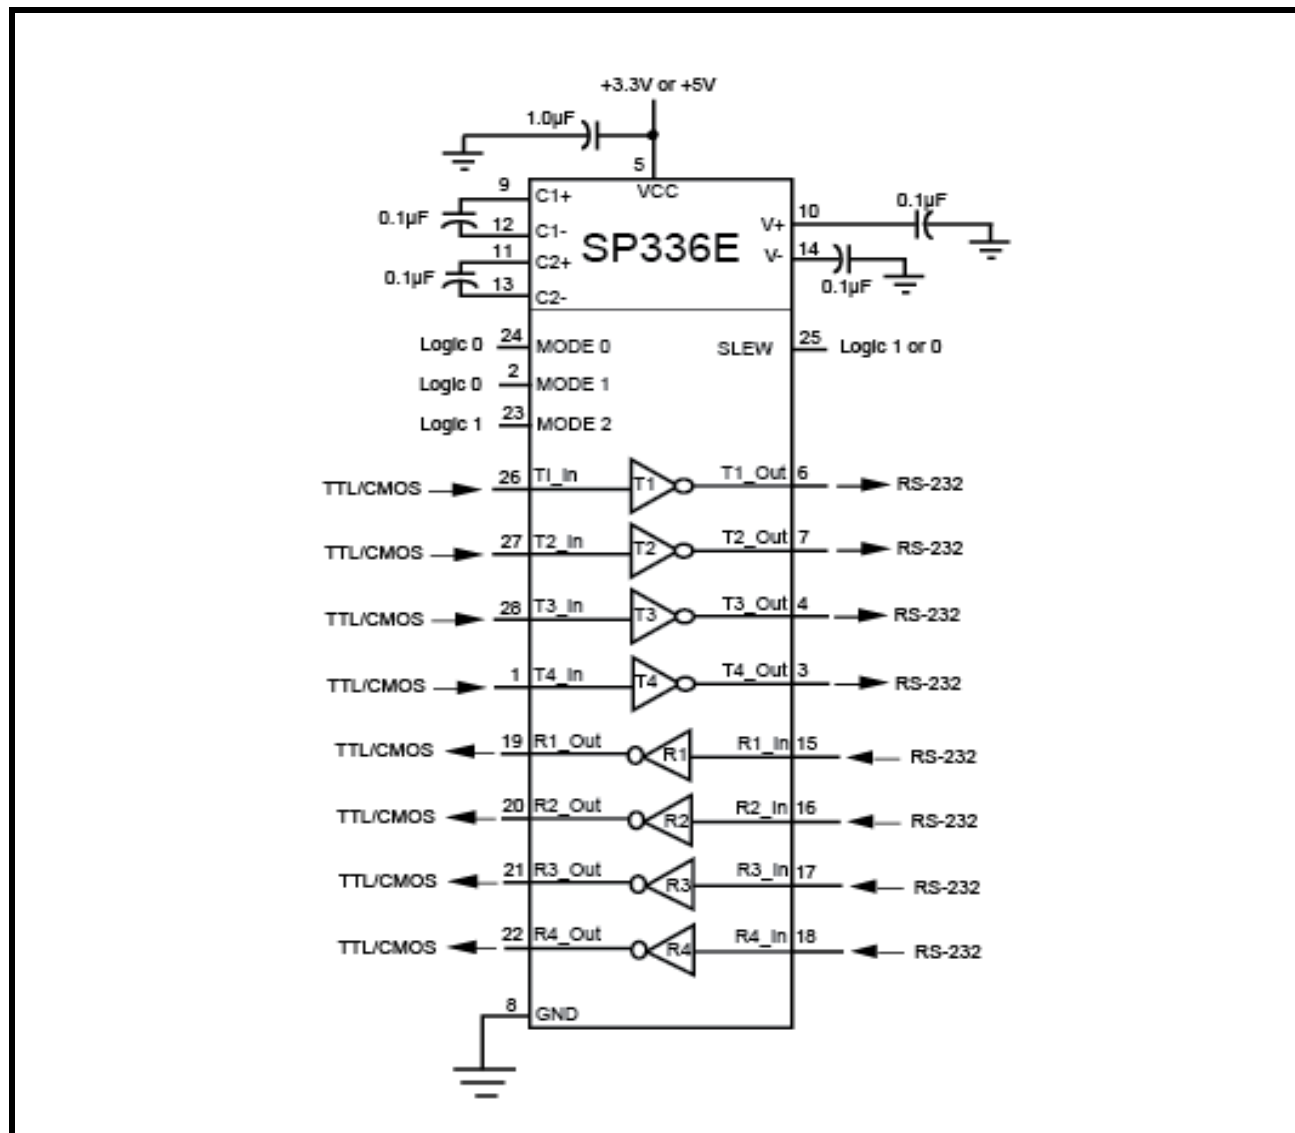 +3.3V or +5V
1.0µF
5
VCC
9 C1+
0.1µF
12 C1-
11 C2+
0.1µF
13 C2-
SP336E
V+ 10 0.1µF
V- 14
0.1µF
Logic 0 24 MODE 0
SLEW 25 Logic 1 or 0
Logic 0 2 MODE 1
Logic 1 23 MODE 2
TTL/CMOS 26 TI_In T1 T1_Out 6 RS-232
TTL/CMOS 27 T2_In T2 T2_Out 7 RS-232
TTL/CMOS 28 T3_In T3 T3_Out 4 RS-232
TTL/CMOS 1 T4_In T4 T4_Out 3 RS-232
TTL/CMOS 19 R1_Out R1 R1_In 15 RS-232
TTL/CMOS 20 R2_Out R2 R2_In 16 RS-232
TTL/CMOS 21 R3_Out R3 R3_In 17 RS-232
TTL/CMOS 22 R4_Out R4 R4_In 18 RS-232
8 GND